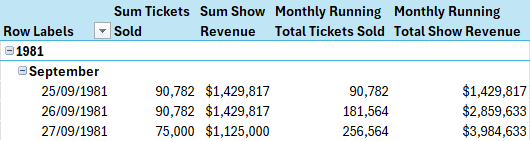 Sum Tickets Sum Show Monthly Running Monthly Running
Row Labels Sold Revenue Total Tickets Sold Total Show Revenue
1981
September
25/09/1981 90,782 $1,429,817 90,782 $1,429,817
26/09/1981 90,782 $1,429,817 181,564 $2,859,633
27/09/1981 75,000 $1,125,000 256,564 $3,984,633